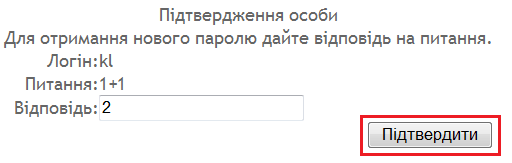 Підтвердження особи
Для отримання нового паролю дайте відповідь на питання.
Логін:kl
Питання:1+1
Відповідь:2
Підтвердити